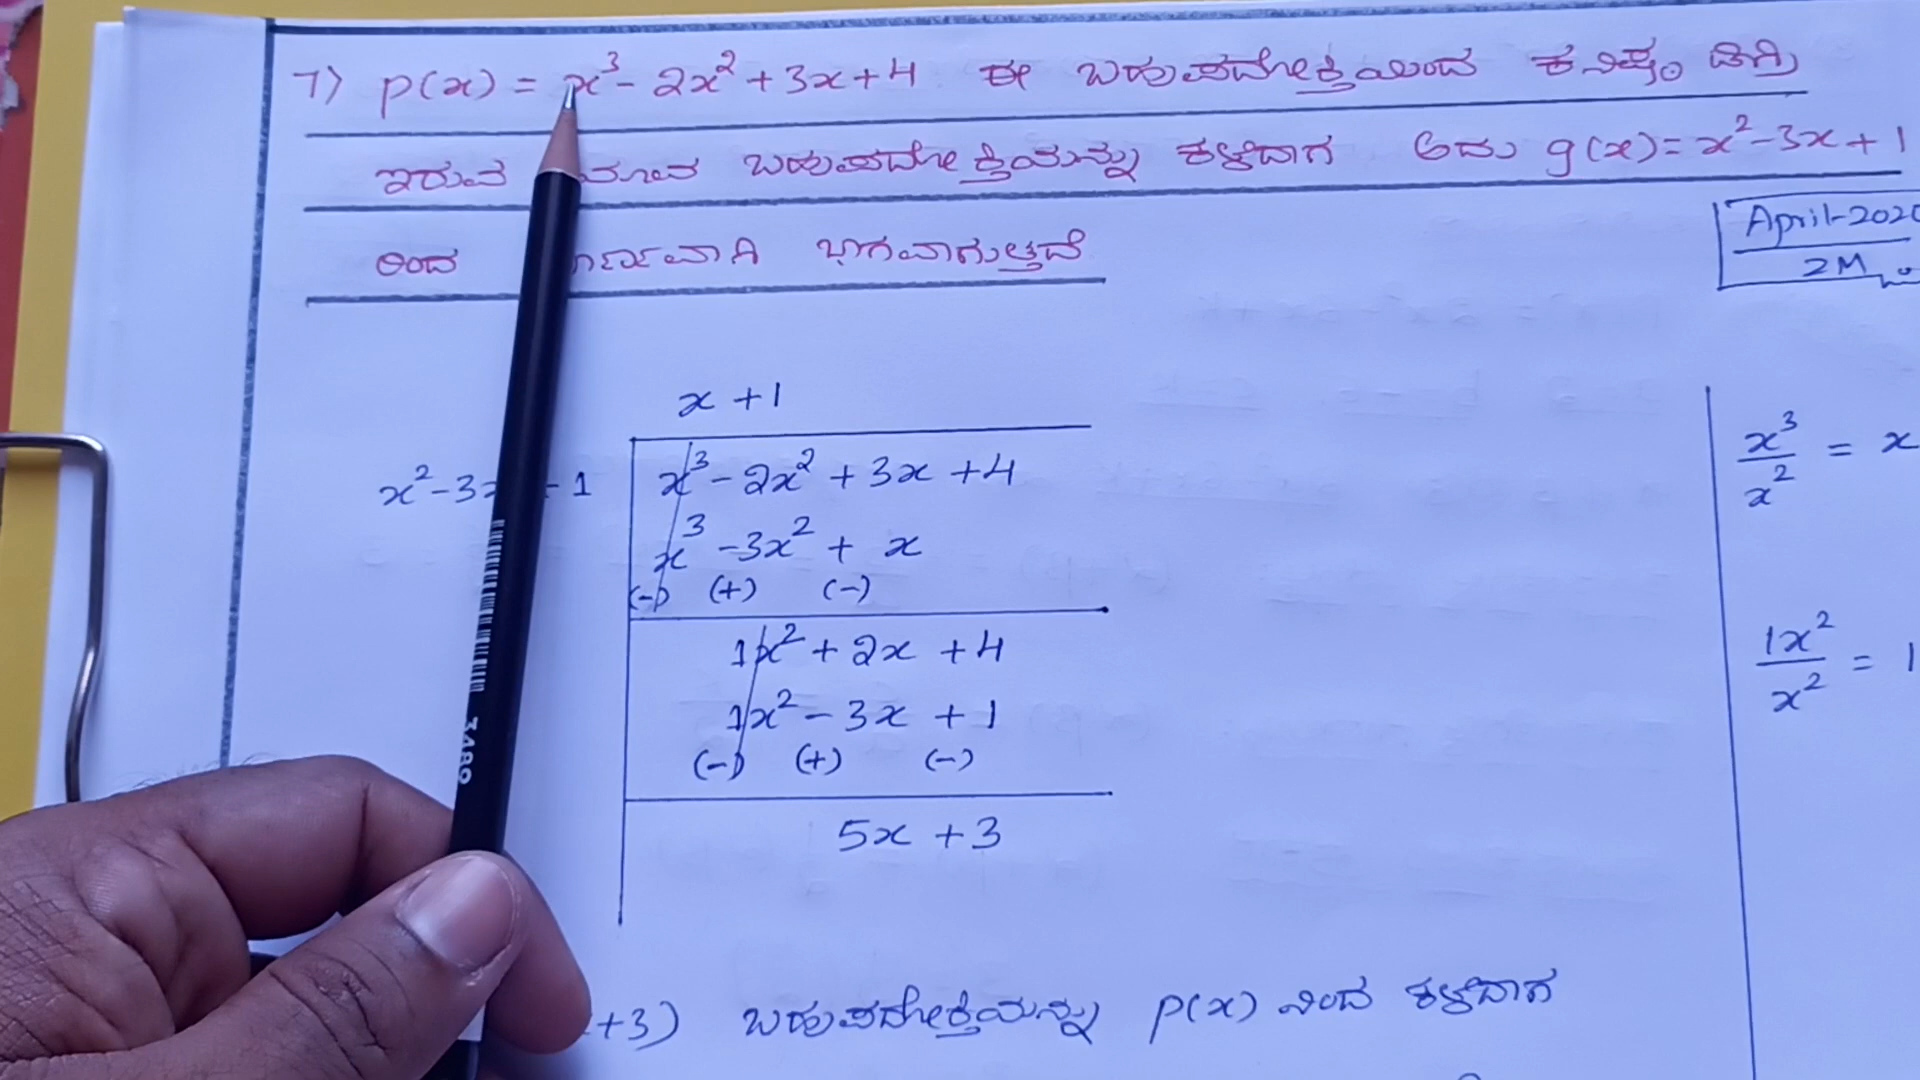 7) p(x) = x³ - 2x² + 3x + 4 ಈ ಬಹುಪದೋಕ್ತಿಯಿಂದ ಕನಿಷ್ಠ ಡಿಗ್ರಿ
ಇರುವ ಯಾವ ಬಹುಪದೋಕ್ತಿಯನ್ನು ಕಳೆದಾಗ ಅದು g(x) = x² - 3x + 1
ಇಂದ ಭಾಗವಾಗುತ್ತದೆ
April-2020
2M
x + 1
x² - 3x + 1
x³ - 2x² + 3x + 4
x³ - 3x² + x
(-) (+) (-)
1x² + 2x + 4
1x² - 3x + 1
(-) (+) (-)
5x + 3
x³/x² = x
1x²/x² = 1
+3) ಬಹುಪದೋಕ್ತಿಯನ್ನು p(x) ನಿಂದ ಕಳೆದಾಗ